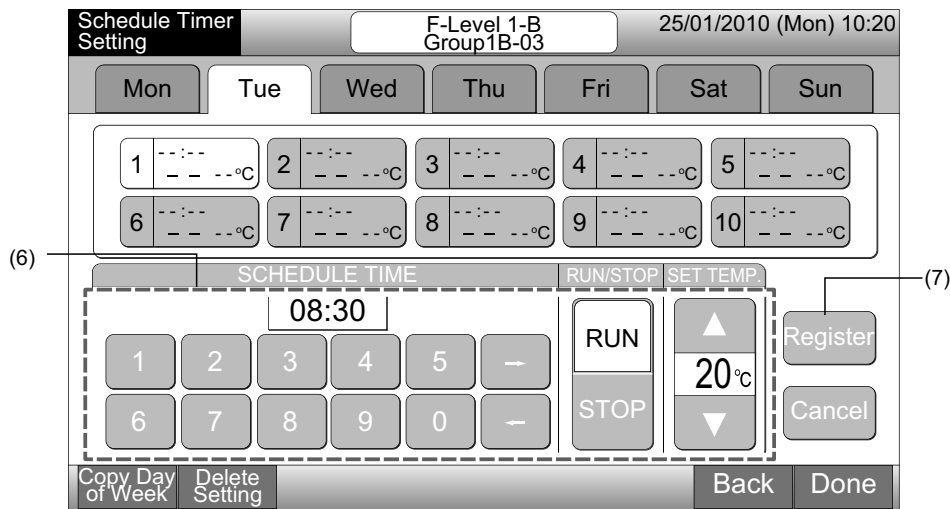 Schedule Timer
Setting
F-Level 1-B
Group1B-03
25/01/2010 (Mon) 10:20
Mon Tue Wed Thu Fri Sat Sun
1 --:-- – – --°C 2 --:-- – – --°C 3 --:-- – – --°C 4 --:-- – – --°C 5 --:-- – – --°C
6 --:-- – – --°C 7 --:-- – – --°C 8 --:-- – – --°C 9 --:-- – – --°C 10 --:-- – – --°C
(6)
SCHEDULE TIME RUN/STOP SET TEMP.
(7)
08:30
1 2 3 4 5 →
6 7 8 9 0 ←
RUN
STOP
▲
20°C
▼
Register
Cancel
Copy Day
of Week
Delete
Setting
Back Done